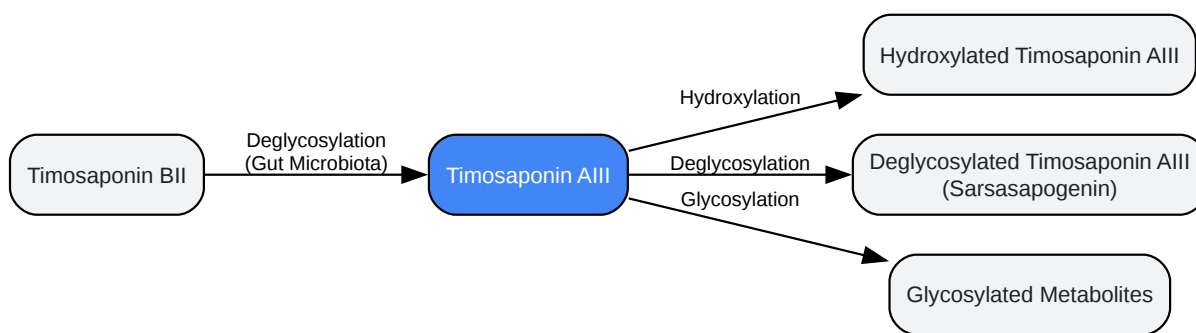 Timosaponin BII
Deglycosylation
(Gut Microbiota)
Timosaponin AIII
Hydroxylation
Deglycosylation
Glycosylation
Hydroxylated Timosaponin AIII
Deglycosylated Timosaponin AIII
(Sarsasapogenin)
Glycosylated Metabolites